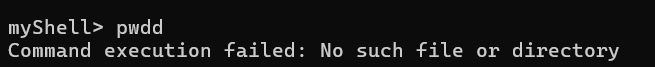 myShell> pwdd
Command execution failed: No such file or directory